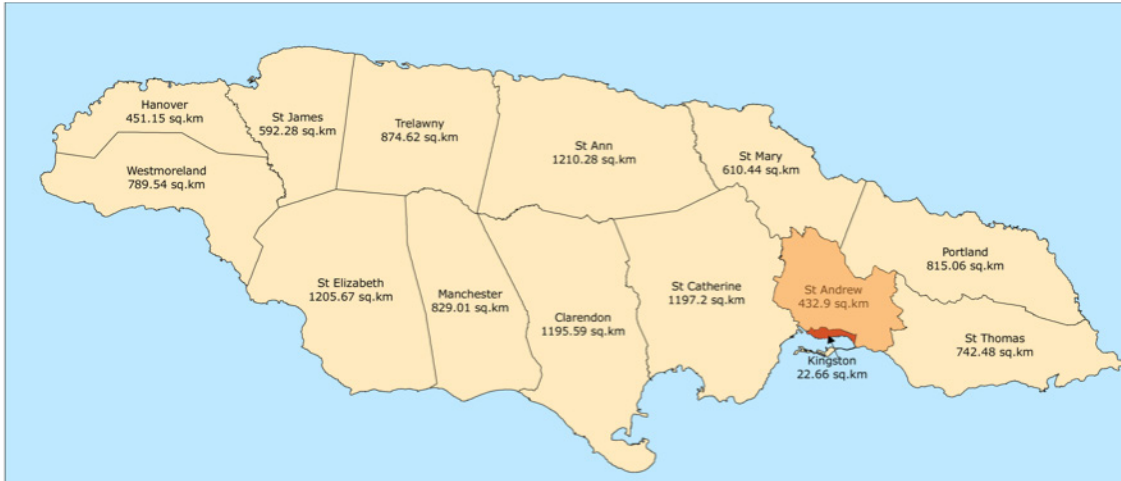 Hanover
451.15 sq.km
St James
592.28 sq.km
Trelawny
874.62 sq.km
St Ann
1210.28 sq.km
St Mary
610.44 sq.km
Westmoreland
789.54 sq.km
Portland
815.06 sq.km
St Elizabeth
1205.67 sq.km
Manchester
829.01 sq.km
Clarendon
1195.59 sq.km
St Catherine
1197.2 sq.km
St Andrew
432.9 sq.km
St Thomas
742.48 sq.km
Kingston
22.66 sq.km